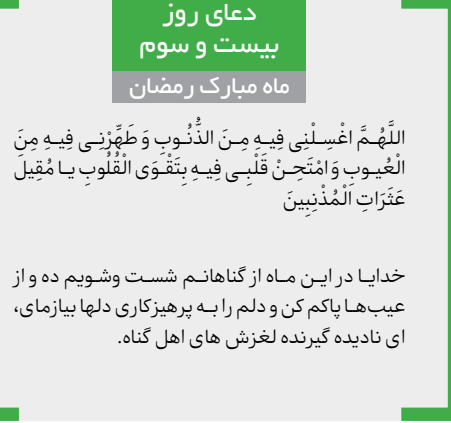 دعای روز
بیست و سوم
ماه مبارک رمضان
اللَّهُمَّ اغْسِلْنِی فِیهِ مِنَ الذُّنُوبِ وَ طَهِّرْنِی فِیهِ مِنَ
الْعُیُوبِ وَ امْتَحِنْ قَلْبِی فِیهِ بِتَقْوَى الْقُلُوبِ یا مُقِیلَ
عَثَرَاتِ الْمُذْنِبِینَ
خدایا در این ماه از گناهانم شست وشویم ده و از
عیب‌ها پاکم کن و دلم را به پرهیزکاری دلها بیازمای،
ای نادیده گیرنده لغزش های اهل گناه.